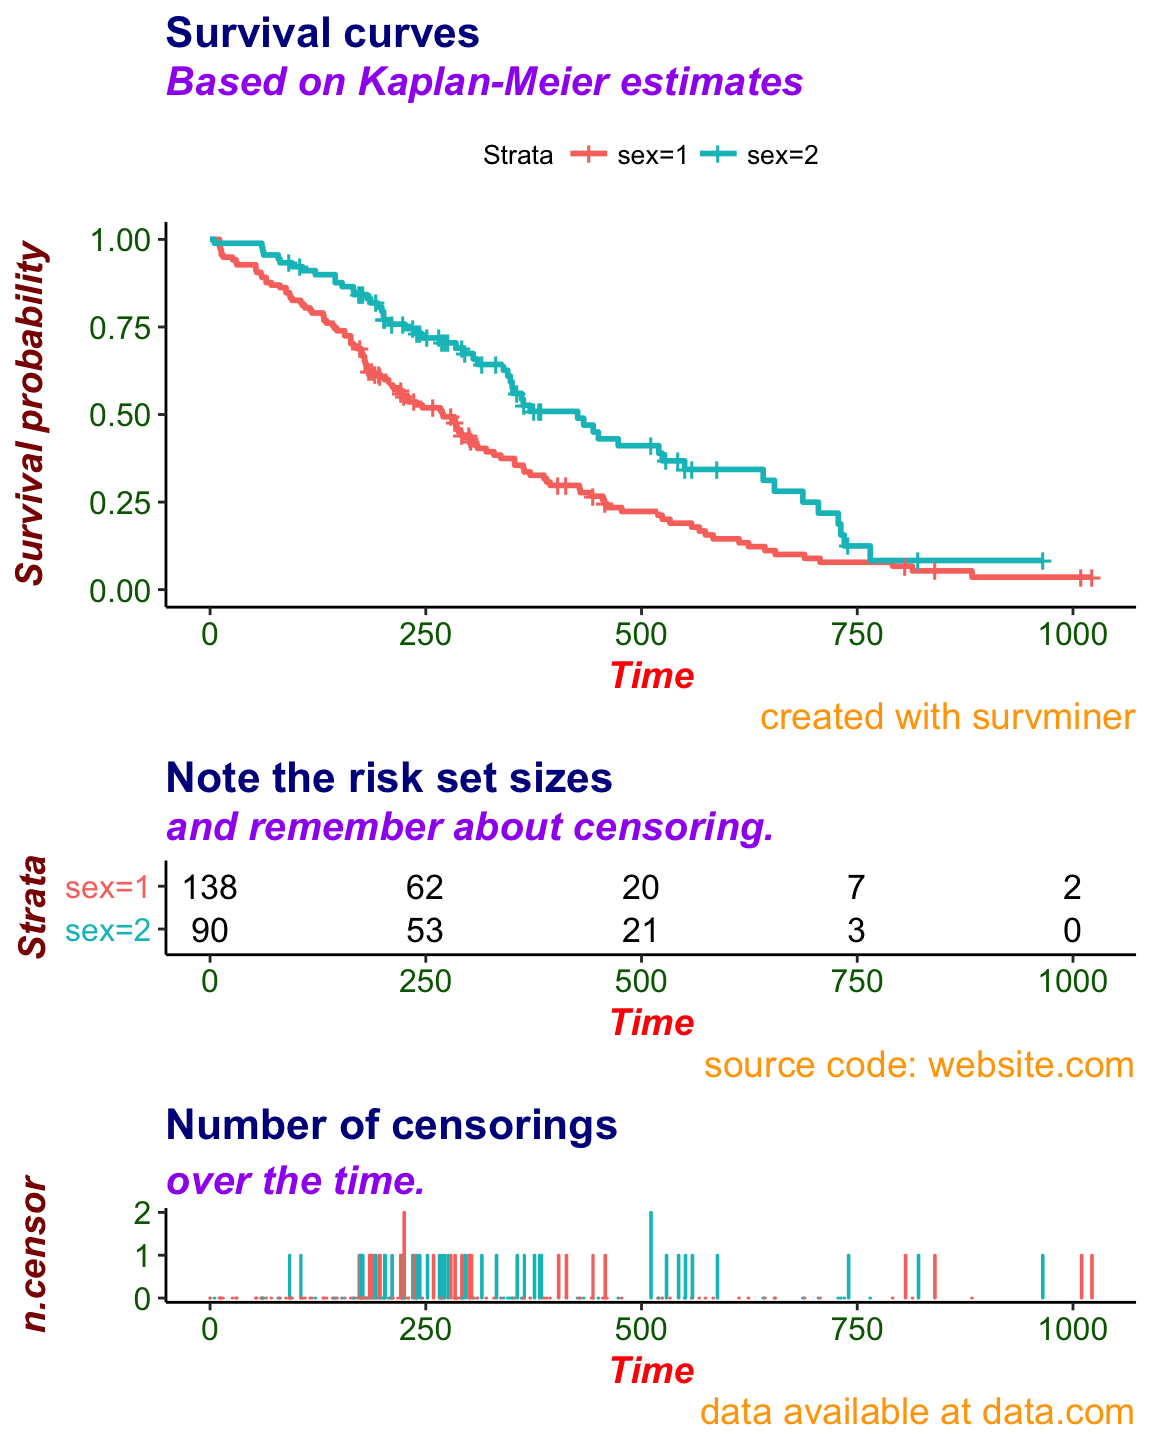 Survival curves
Based on Kaplan-Meier estimates
Strata sex=1 sex=2
Survival probability
1.00
0.75
0.50
0.25
0.00
0 250 500 750 1000
Time
created with survminer
Note the risk set sizes
and remember about censoring.
Strata
sex=1 138 62 20 7 2
sex=2 90 53 21 3 0
0 250 500 750 1000
Time
source code: website.com
Number of censorings
over the time.
n.censor
2
1
0
0 250 500 750 1000
Time
data available at data.com